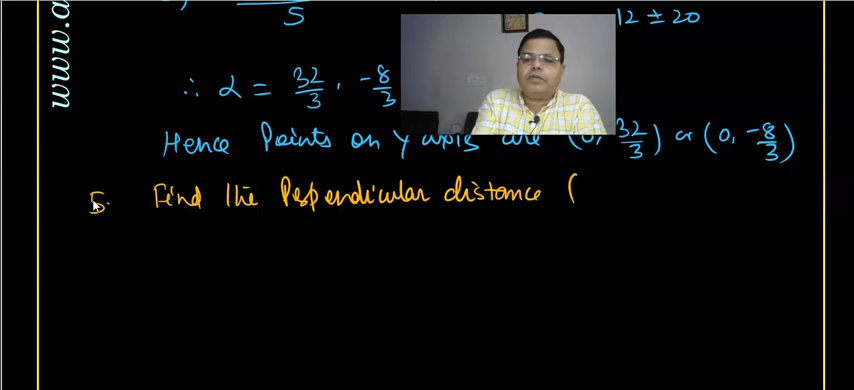 5
12 ± 20
www.a
∴ α = 32/3, -8/3
Hence Points on Y axis are (0, 32/3) or (0, -8/3)
5. Find the Perpendicular distance (